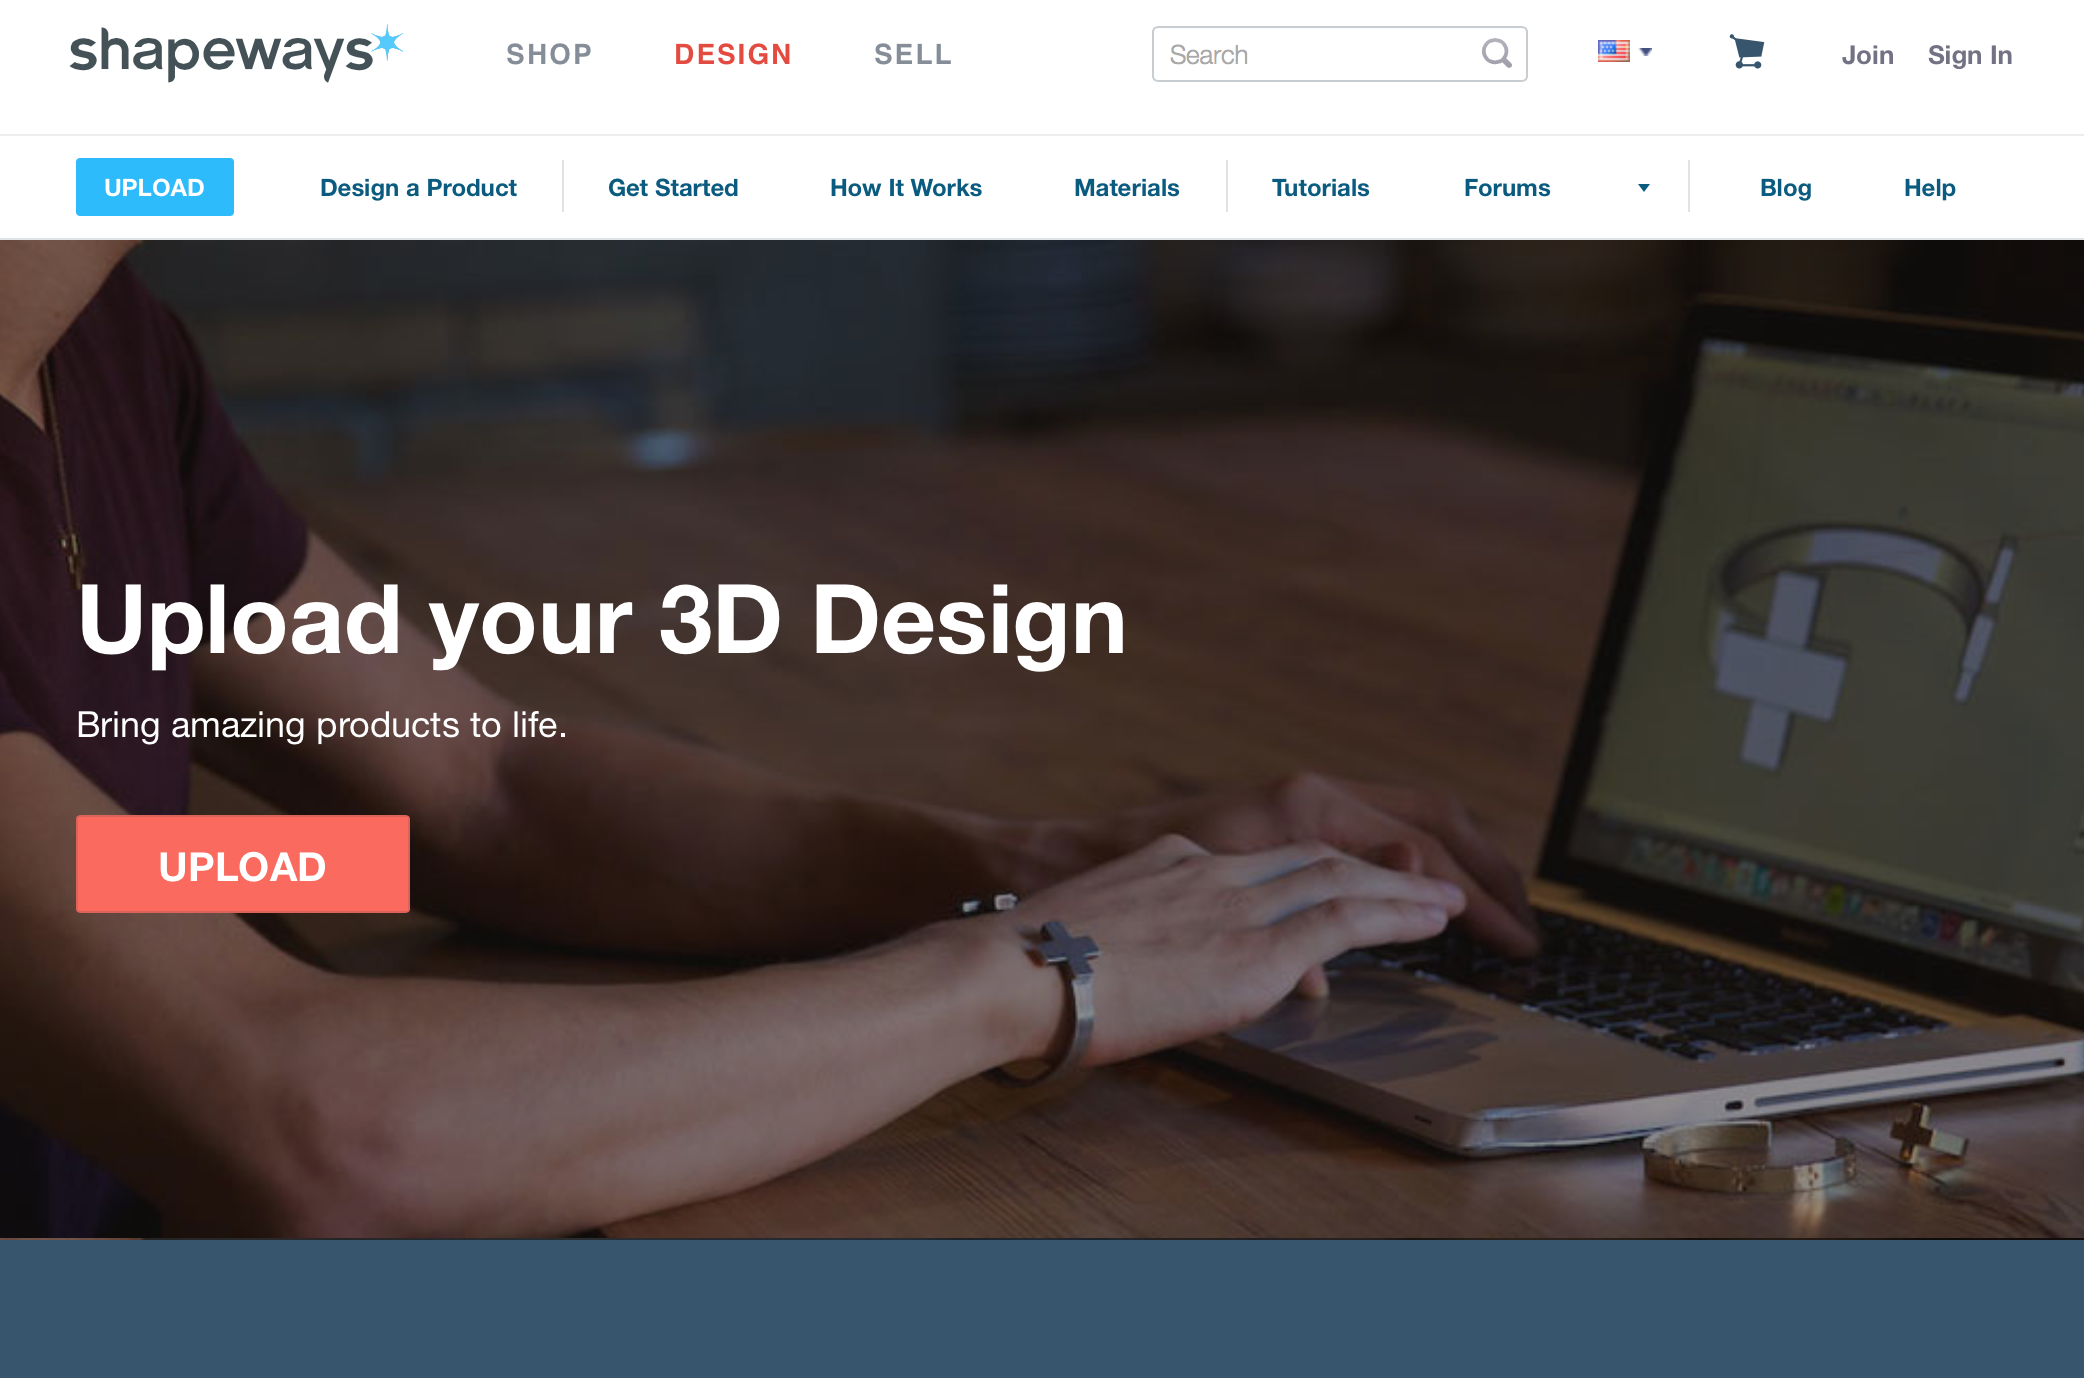 shapeways
SHOP DESIGN SELL
Search
Join Sign In
UPLOAD Design a Product Get Started How It Works Materials Tutorials Forums Blog Help
Upload your 3D Design
Bring amazing products to life.
UPLOAD